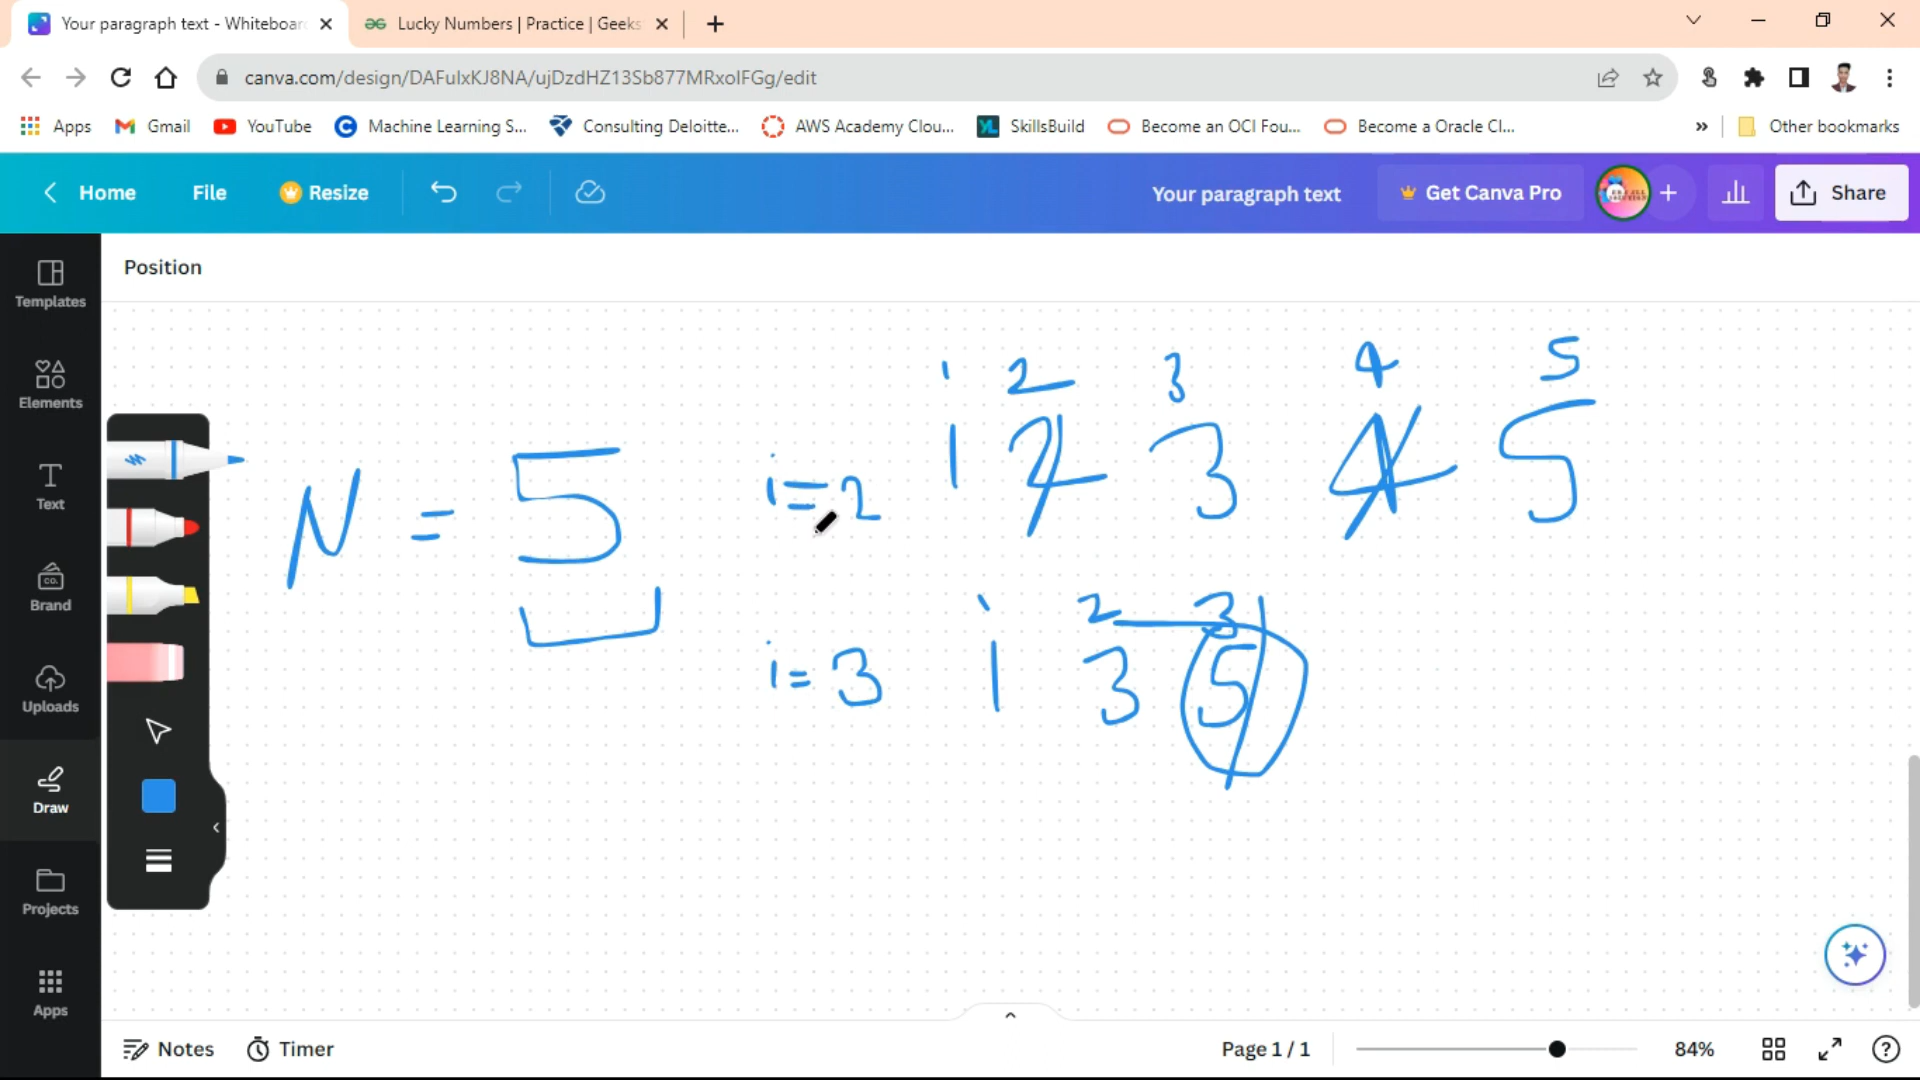 Your paragraph text - Whiteboar
Lucky Numbers | Practice | Geeks
canva.com/design/DAFuIxKJ8NA/ujDzdHZ13Sb877MRxoIFGg/edit
Apps Gmail YouTube Machine Learning S... Consulting Deloitte... AWS Academy Clou... SkillsBuild Become an OCI Fou... Become a Oracle Cl... » Other bookmarks
Home File Resize Your paragraph text Get Canva Pro + Share
Position
Templates
Elements
Text
Brand
Uploads
Draw
Projects
Apps
1 2 3 4 5
i=2 1 2 3 4 5
N = 5
1 2 3
i=3 1 3 5
Notes Timer Page 1 / 1 84%